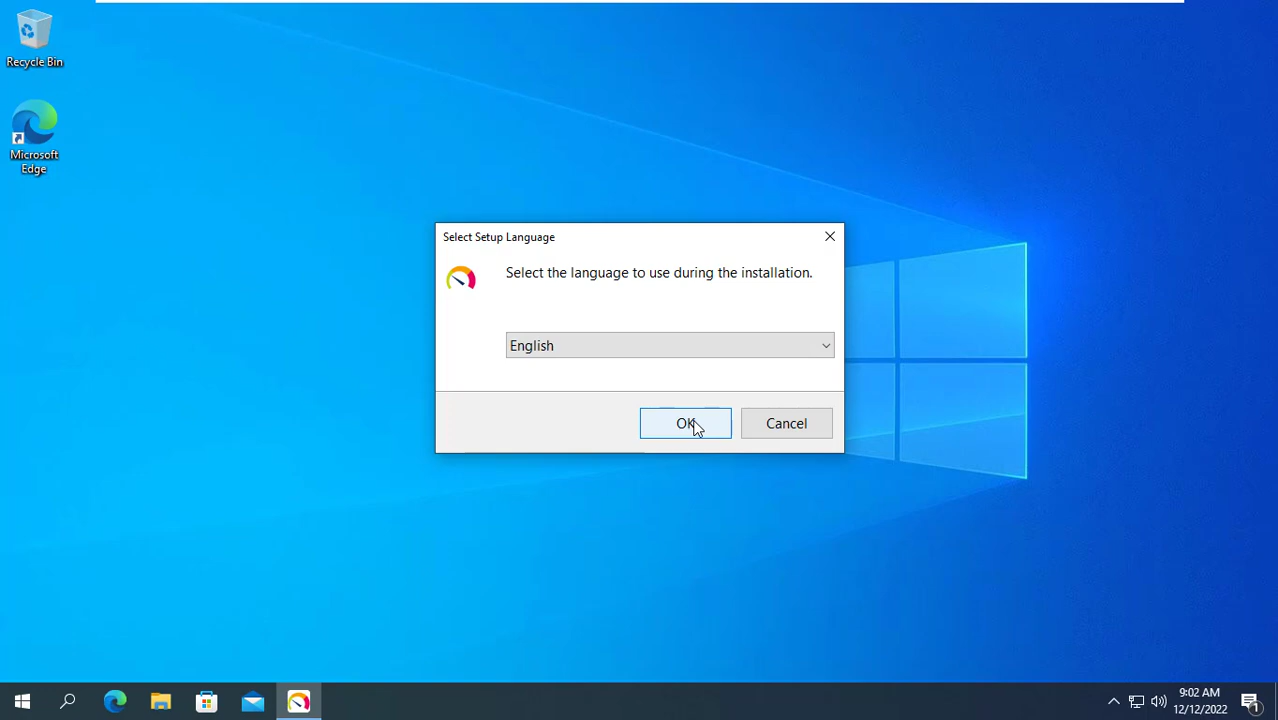 Recycle Bin
Microsoft
Edge
Select Setup Language
Select the language to use during the installation.
English
OK
Cancel
9:02 AM
12/12/2022
1